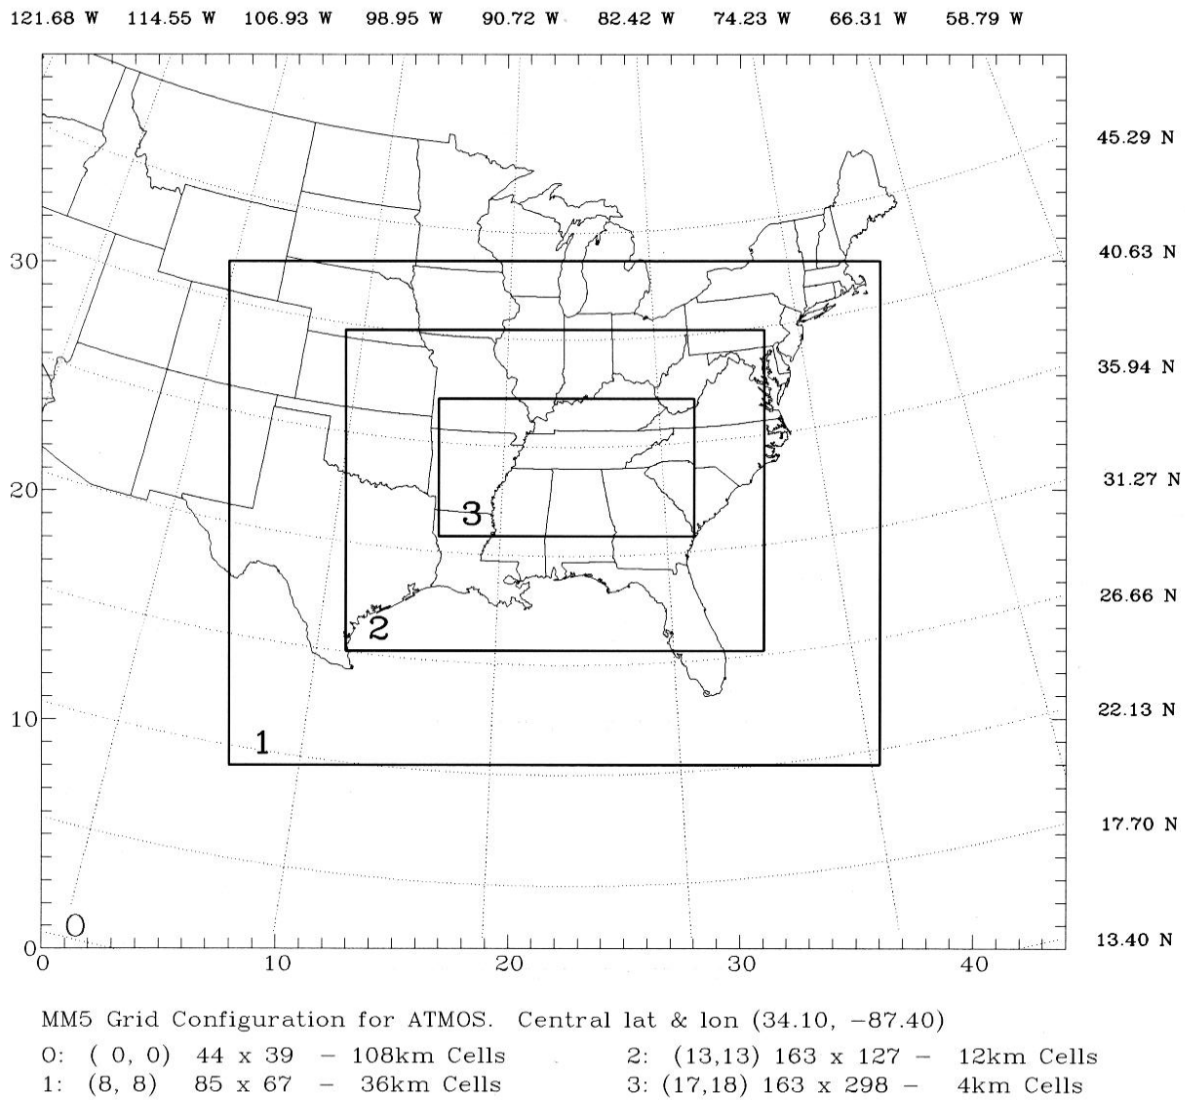 121.68 W 114.55 W 106.93 W 98.95 W 90.72 W 82.42 W 74.23 W 66.31 W 58.79 W
45.29 N
30
40.63 N
35.94 N
20
3
31.27 N
26.66 N
2
10
1
22.13 N
17.70 N
0
0
13.40 N
0 10 20 30 40
MM5 Grid Configuration for ATMOS. Central lat & lon (34.10, -87.40)
0: ( 0, 0) 44 x 39 - 108km Cells 2: (13,13) 163 x 127 - 12km Cells
1: (8, 8) 85 x 67 - 36km Cells 3: (17,18) 163 x 298 - 4km Cells